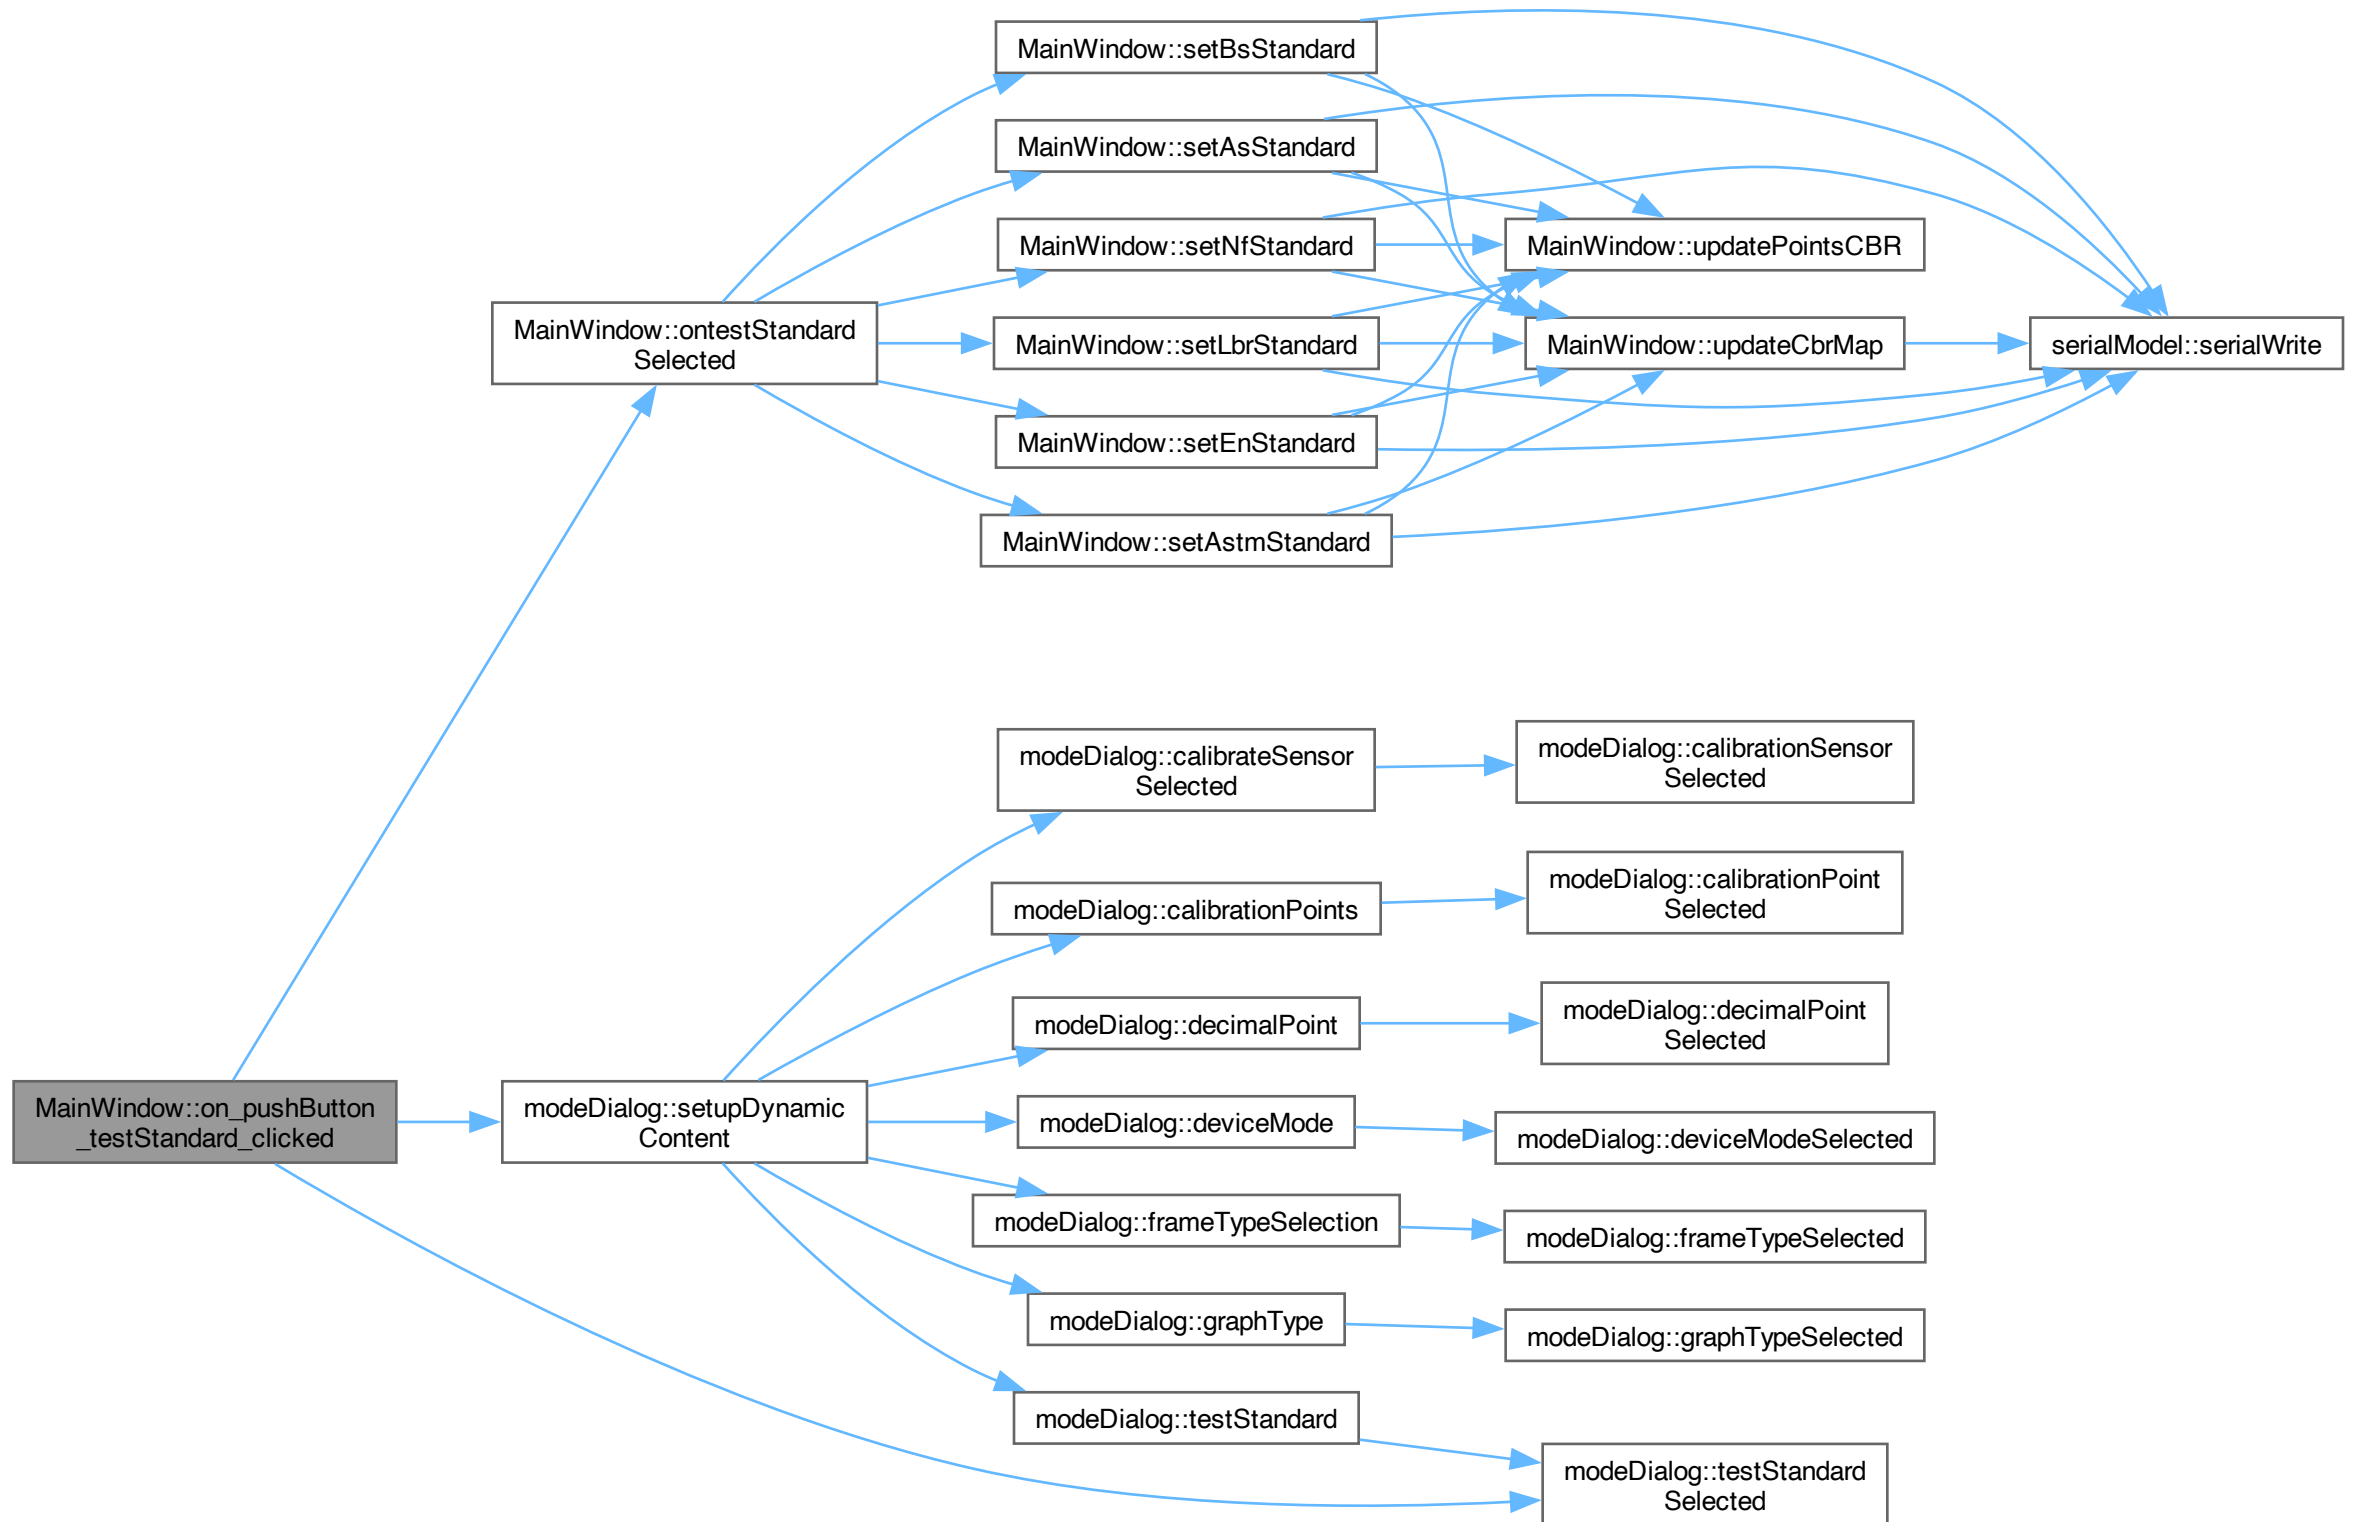 MainWindow::setBsStandard
MainWindow::setAsStandard
MainWindow::setNfStandard
MainWindow::updatePointsCBR
MainWindow::ontestStandard
Selected
MainWindow::setLbrStandard
MainWindow::updateCbrMap
serialModel::serialWrite
MainWindow::setEnStandard
MainWindow::setAstmStandard
modeDialog::calibrateSensor
Selected
modeDialog::calibrationSensor
Selected
modeDialog::calibrationPoints
modeDialog::calibrationPoint
Selected
modeDialog::decimalPoint
modeDialog::decimalPoint
Selected
MainWindow::on_pushButton
_testStandard_clicked
modeDialog::setupDynamic
Content
modeDialog::deviceMode
modeDialog::deviceModeSelected
modeDialog::frameTypeSelection
modeDialog::frameTypeSelected
modeDialog::graphType
modeDialog::graphTypeSelected
modeDialog::testStandard
modeDialog::testStandard
Selected